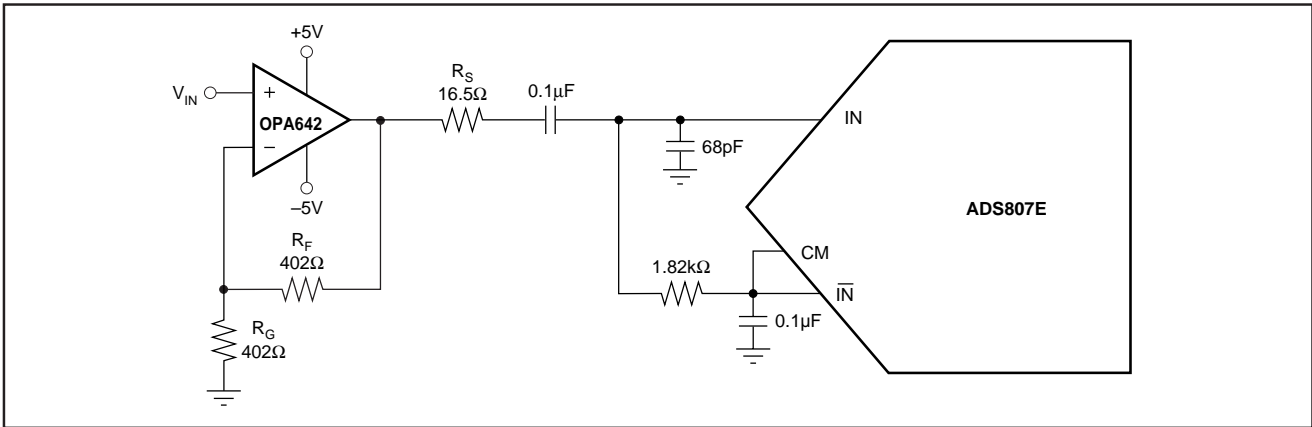 +5V
V_IN
+
OPA642
−
–5V
R_S
16.5Ω
0.1μF
IN
68pF
ADS807E
R_F
402Ω
CM
1.82kΩ
I̅N̅
0.1μF
R_G
402Ω